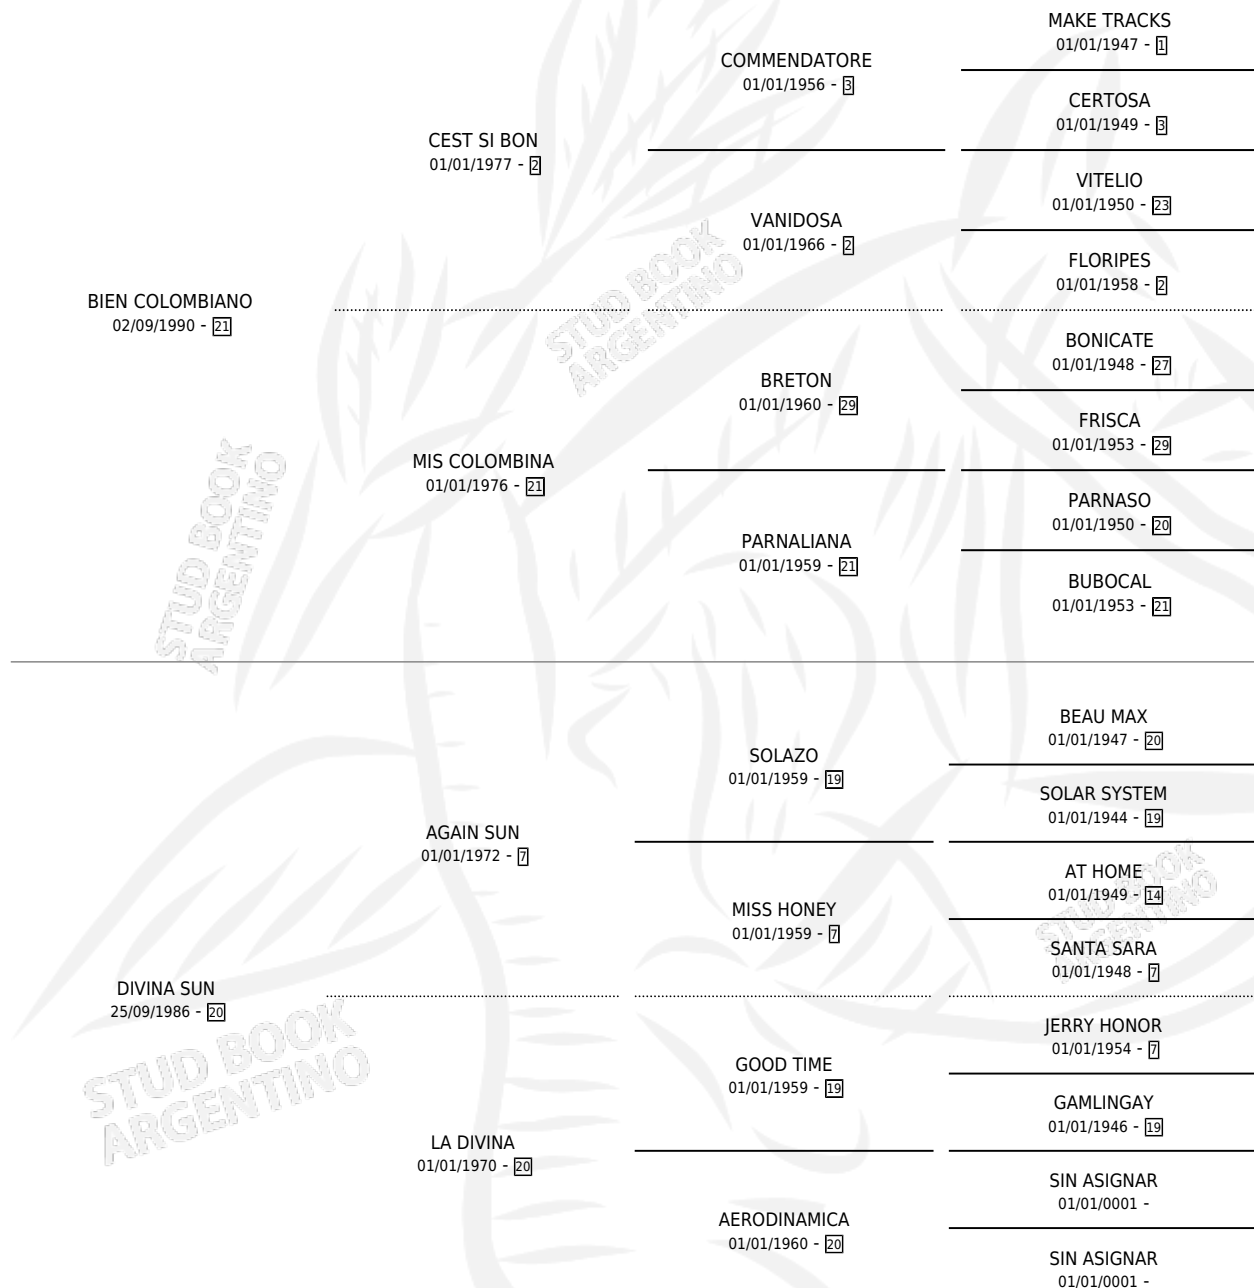 MAKE TRACKS
01/01/1947 - 1
COMMENDATORE
01/01/1956 - 3
CERTOSA
01/01/1949 - 3
CEST SI BON
01/01/1977 - 2
VITELIO
01/01/1950 - 23
VANIDOSA
01/01/1966 - 2
FLORIPES
01/01/1958 - 2
BIEN COLOMBIANO
02/09/1990 - 21
BONICATE
01/01/1948 - 27
BRETON
01/01/1960 - 29
FRISCA
01/01/1953 - 29
MIS COLOMBINA
01/01/1976 - 21
PARNASO
01/01/1950 - 20
PARNALIANA
01/01/1959 - 21
BUBOCAL
01/01/1953 - 21
STUD BOOK
ARGENTINO
STUD BOOK
ARGENTINO
BEAU MAX
01/01/1947 - 20
SOLAZO
01/01/1959 - 19
SOLAR SYSTEM
01/01/1944 - 19
AGAIN SUN
01/01/1972 - 7
AT HOME
01/01/1949 - 14
MISS HONEY
01/01/1959 - 7
SANTA SARA
01/01/1948 - 7
STUD BOOK
ARGENTINO
DIVINA SUN
25/09/1986 - 20
JERRY HONOR
01/01/1954 - 7
GOOD TIME
01/01/1959 - 19
GAMLINGAY
01/01/1946 - 19
LA DIVINA
01/01/1970 - 20
SIN ASIGNAR
01/01/0001 -
AERODINAMICA
01/01/1960 - 20
SIN ASIGNAR
01/01/0001 -
STUD BOOK
ARGENTINO